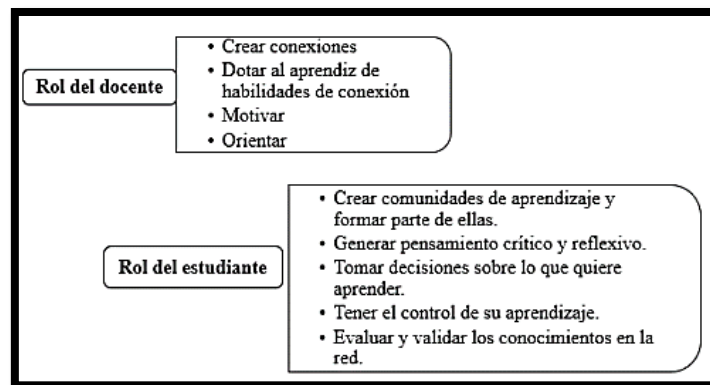 Rol del docente
• Crear conexiones
• Dotar al aprendiz de
habilidades de conexión
• Motivar
• Orientar
Rol del estudiante
• Crear comunidades de aprendizaje y
formar parte de ellas.
• Generar pensamiento crítico y reflexivo.
• Tomar decisiones sobre lo que quiere
aprender.
• Tener el control de su aprendizaje.
• Evaluar y validar los conocimientos en la
red.